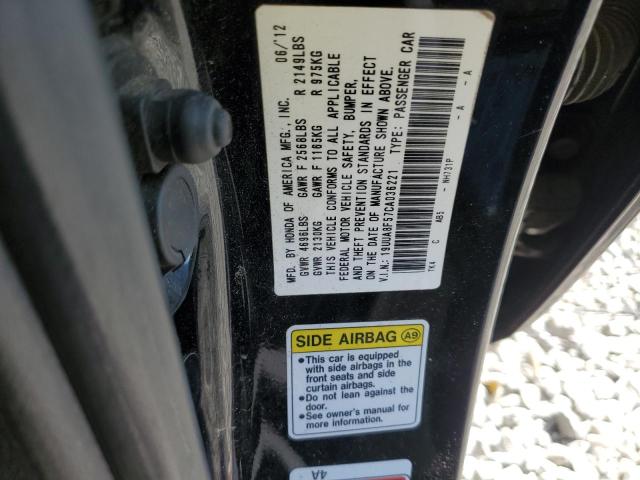 MFD. BY HONDA OF AMERICA MFG., INC. 06/'12
GVWR 4696LBS GAWR F 2568LBS R 2149LBS
GVWR 2130KG GAWR F 1165KG R 975KG
THIS VEHICLE CONFORMS TO ALL APPLICABLE
FEDERAL MOTOR VEHICLE SAFETY, BUMPER,
AND THEFT PREVENTION STANDARDS IN EFFECT
ON THE DATE OF MANUFACTURE SHOWN ABOVE.
V.I.N.: 19UUA8F57CA036221 TYPE: PASSENGER CAR
TK4 C AB5 - NH731P - A - A
SIDE AIRBAG A9
•This car is equipped
with side airbags in the
front seats and side
curtain airbags.
•Do not lean against the
door.
•See owner's manual for
more information.
4A